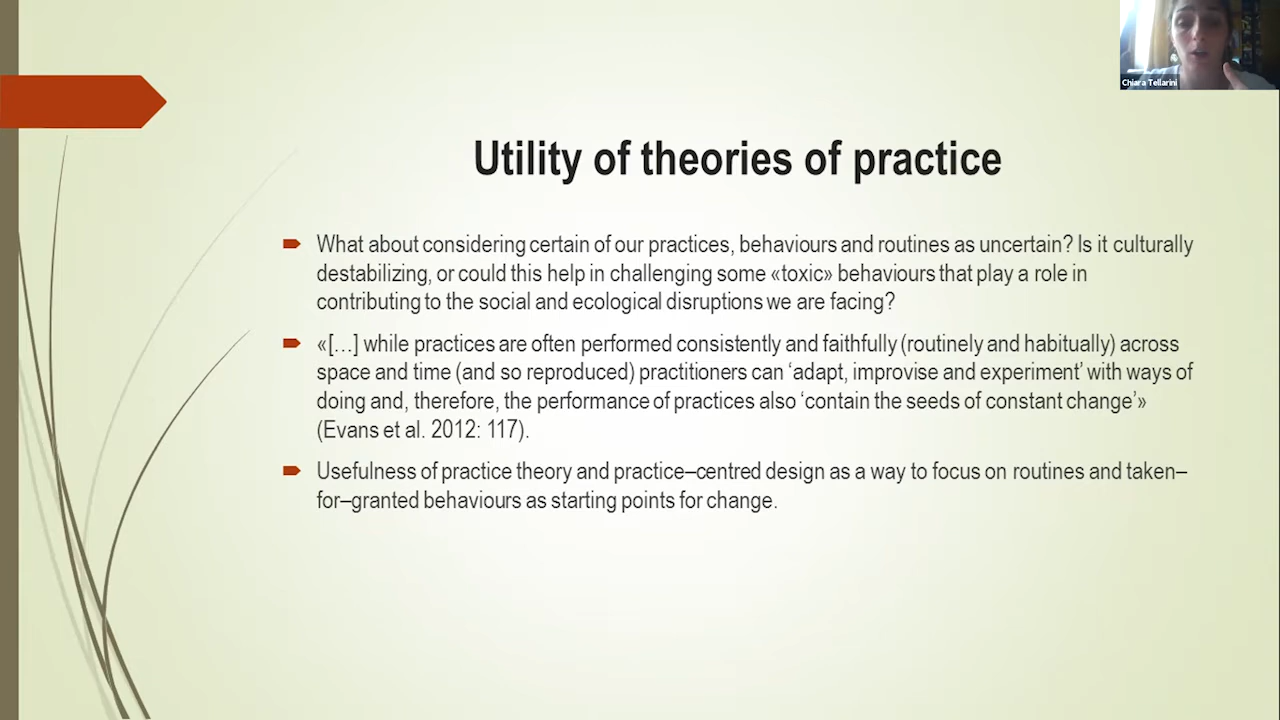 Chiara Tellarini
Utility of theories of practice
What about considering certain of our practices, behaviours and routines as uncertain? Is it culturally
destabilizing, or could this help in challenging some «toxic» behaviours that play a role in
contributing to the social and ecological disruptions we are facing?
«[…] while practices are often performed consistently and faithfully (routinely and habitually) across
space and time (and so reproduced) practitioners can ‘adapt, improvise and experiment’ with ways of
doing and, therefore, the performance of practices also ‘contain the seeds of constant change’»
(Evans et al. 2012: 117).
Usefulness of practice theory and practice–centred design as a way to focus on routines and taken–
for–granted behaviours as starting points for change.